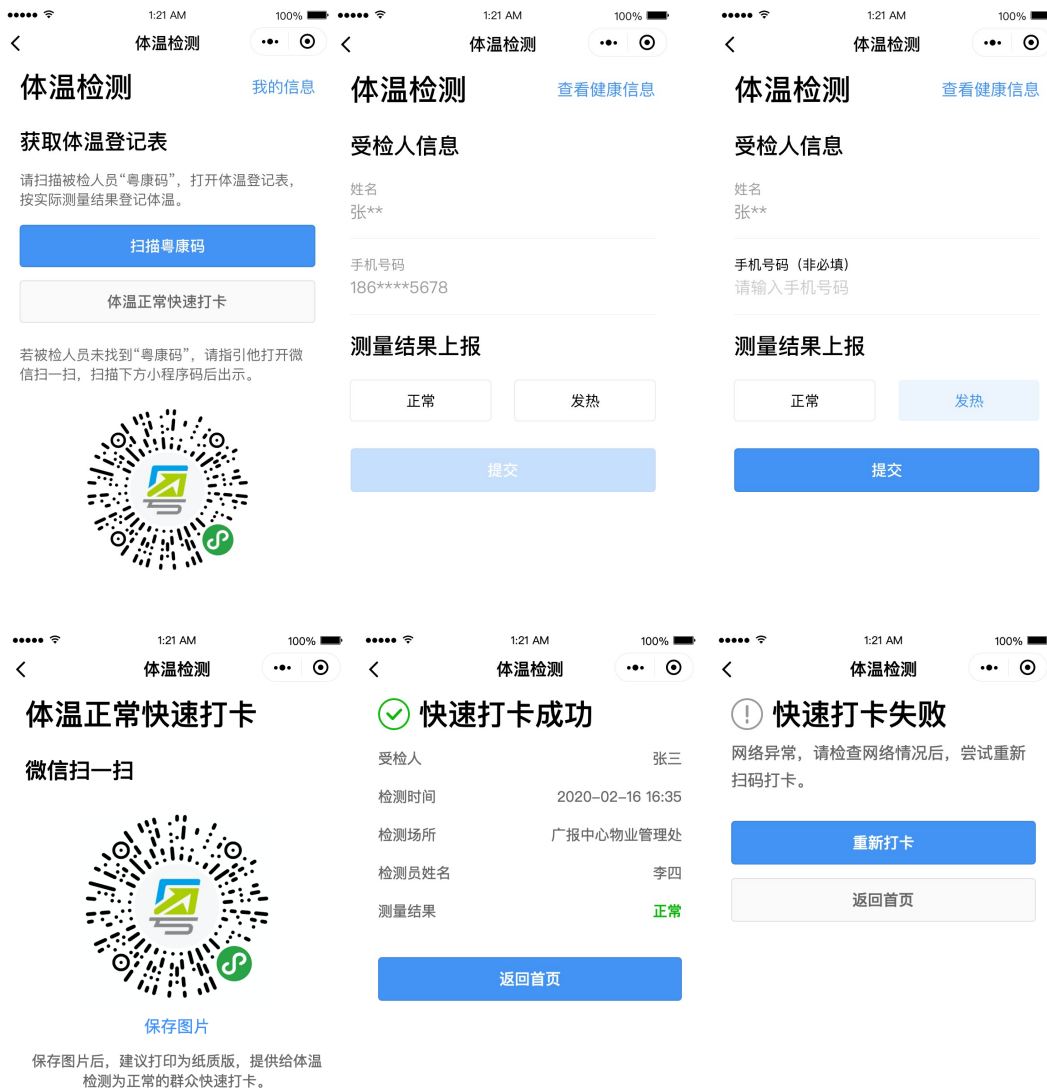 1:21 AM
100%
体温检测
体温检测
我的信息
获取体温登记表
请扫描被检人员“粤康码”，打开体温登记表，
按实际测量结果登记体温。
扫描粤康码
体温正常快速打卡
若被检人员未找到“粤康码”，请指引他打开微
信扫一扫，扫描下方小程序码后出示。
1:21 AM
100%
体温检测
体温检测
查看健康信息
受检人信息
姓名
张**
手机号码
186****5678
测量结果上报
正常
发热
提交
1:21 AM
100%
体温检测
体温检测
查看健康信息
受检人信息
姓名
张**
手机号码（非必填）
请输入手机号码
测量结果上报
正常
发热
提交
1:21 AM
100%
体温检测
体温正常快速打卡
微信扫一扫
保存图片
保存图片后，建议打印为纸质版，提供给体温
检测为正常的群众快速打卡。
1:21 AM
100%
体温检测
快速打卡成功
受检人 张三
检测时间 2020-02-16 16:35
检测场所 广报中心物业管理处
检测员姓名 李四
测量结果 正常
返回首页
1:21 AM
100%
体温检测
快速打卡失败
网络异常，请检查网络情况后，尝试重新
扫码打卡。
重新打卡
返回首页